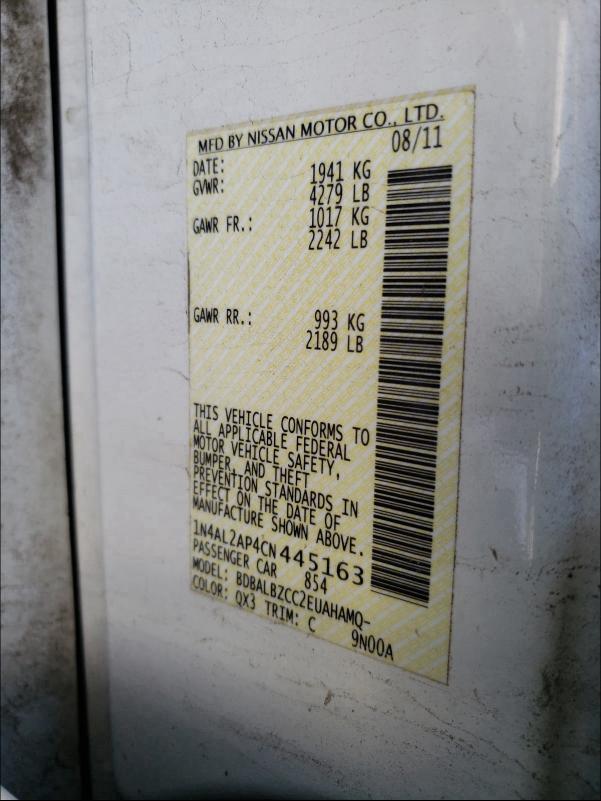 MFD BY NISSAN MOTOR CO., LTD.
DATE: 08/11
GVWR: 1941 KG
4279 LB
GAWR FR.: 1017 KG
2242 LB
GAWR RR.: 993 KG
2189 LB
THIS VEHICLE CONFORMS TO
ALL APPLICABLE FEDERAL
MOTOR VEHICLE SAFETY,
BUMPER, AND THEFT
PREVENTION STANDARDS IN
EFFECT ON THE DATE OF
MANUFACTURE SHOWN ABOVE.
1N4AL2AP4CN445163
PASSENGER CAR 854
MODEL: BDBALBZCC2EUAHAMQ-
COLOR: QX3 TRIM: C 9N00A